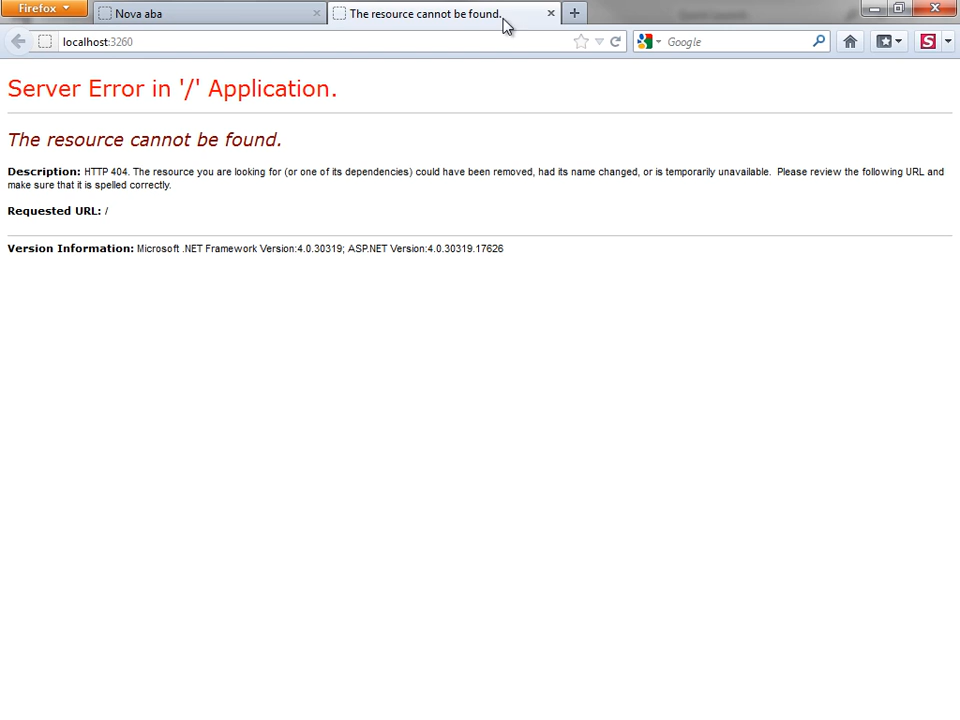 Firefox
Nova aba
The resource cannot be found.
localhost:3260
Google
S
Server Error in '/' Application.
The resource cannot be found.
Description: HTTP 404. The resource you are looking for (or one of its dependencies) could have been removed, had its name changed, or is temporarily unavailable. Please review the following URL and
make sure that it is spelled correctly.
Requested URL: /
Version Information: Microsoft .NET Framework Version:4.0.30319; ASP.NET Version:4.0.30319.17626